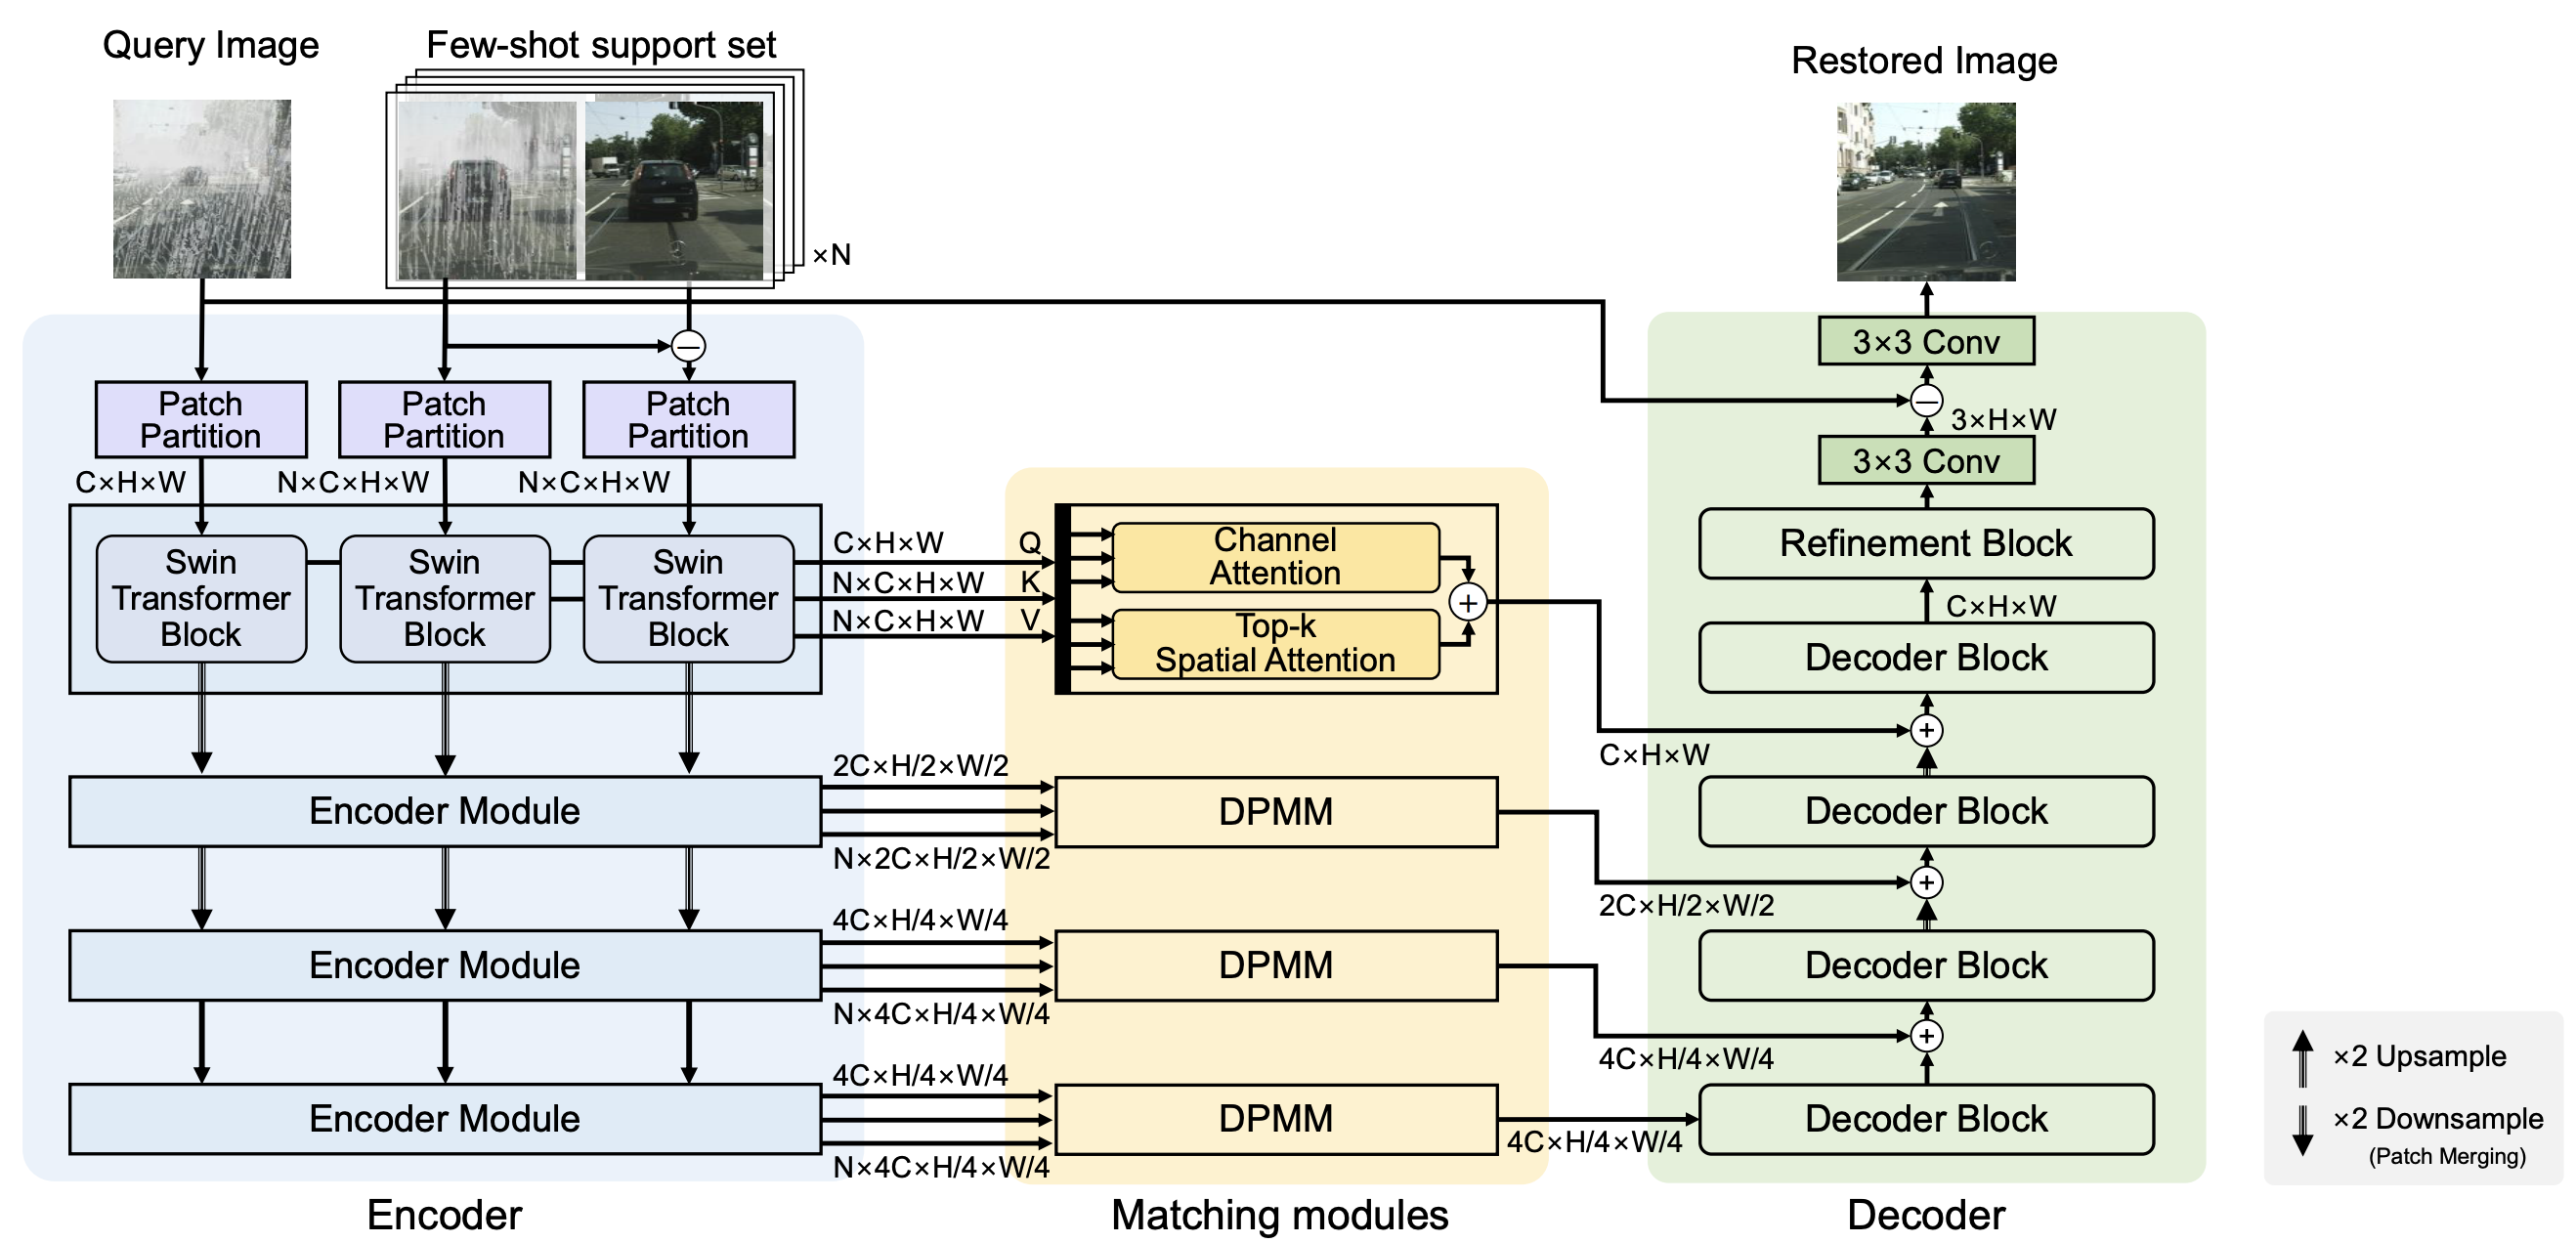 Query Image
Few-shot support set
Restored Image
×N
3×3 Conv
3×H×W
3×3 Conv
Patch
Partition
Patch
Partition
Patch
Partition
C×H×W
N×C×H×W
N×C×H×W
Swin
Transformer
Block
Swin
Transformer
Block
Swin
Transformer
Block
C×H×W
Q
N×C×H×W
K
N×C×H×W
V
Channel
Attention
Top-k
Spatial Attention
Refinement Block
C×H×W
Decoder Block
C×H×W
2C×H/2×W/2
Encoder Module
DPMM
Decoder Block
N×2C×H/2×W/2
2C×H/2×W/2
4C×H/4×W/4
Encoder Module
DPMM
Decoder Block
N×4C×H/4×W/4
4C×H/4×W/4
4C×H/4×W/4
Encoder Module
DPMM
Decoder Block
N×4C×H/4×W/4
4C×H/4×W/4
×2 Upsample
×2 Downsample
(Patch Merging)
Encoder
Matching modules
Decoder